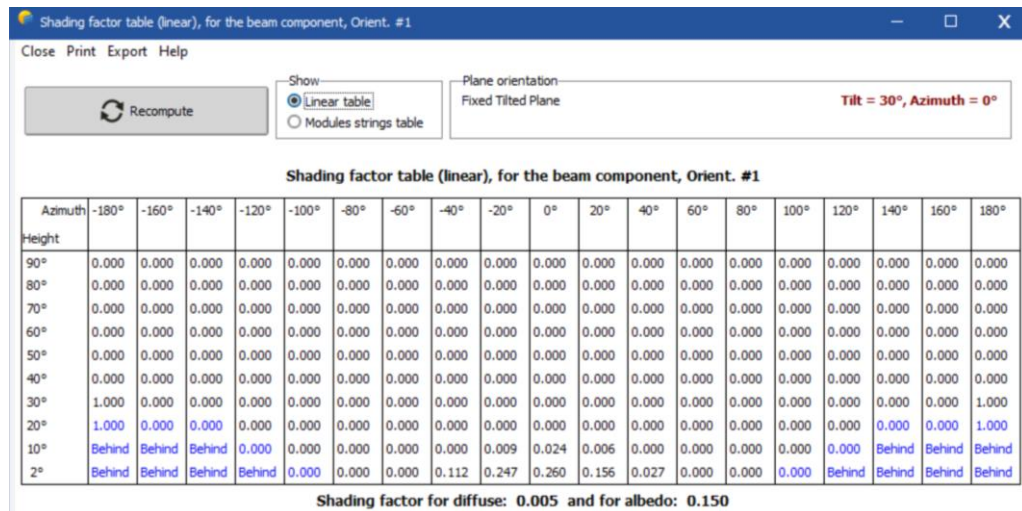 Shading factor table (linear), for the beam component, Orient. #1
Close Print Export Help
Recompute
Show
Linear table
Modules strings table
Plane orientation
Fixed Tilted Plane
Tilt = 30°, Azimuth = 0°
Shading factor table (linear), for the beam component, Orient. #1
Azimuth -180° -160° -140° -120° -100° -80° -60° -40° -20° 0° 20° 40° 60° 80° 100° 120° 140° 160° 180°
Height
90° 0.000 0.000 0.000 0.000 0.000 0.000 0.000 0.000 0.000 0.000 0.000 0.000 0.000 0.000 0.000 0.000 0.000 0.000 0.000
80° 0.000 0.000 0.000 0.000 0.000 0.000 0.000 0.000 0.000 0.000 0.000 0.000 0.000 0.000 0.000 0.000 0.000 0.000 0.000
70° 0.000 0.000 0.000 0.000 0.000 0.000 0.000 0.000 0.000 0.000 0.000 0.000 0.000 0.000 0.000 0.000 0.000 0.000 0.000
60° 0.000 0.000 0.000 0.000 0.000 0.000 0.000 0.000 0.000 0.000 0.000 0.000 0.000 0.000 0.000 0.000 0.000 0.000 0.000
50° 0.000 0.000 0.000 0.000 0.000 0.000 0.000 0.000 0.000 0.000 0.000 0.000 0.000 0.000 0.000 0.000 0.000 0.000 0.000
40° 0.000 0.000 0.000 0.000 0.000 0.000 0.000 0.000 0.000 0.000 0.000 0.000 0.000 0.000 0.000 0.000 0.000 0.000 0.000
30° 1.000 0.000 0.000 0.000 0.000 0.000 0.000 0.000 0.000 0.000 0.000 0.000 0.000 0.000 0.000 0.000 0.000 0.000 1.000
20° 1.000 0.000 0.000 0.000 0.000 0.000 0.000 0.000 0.000 0.000 0.000 0.000 0.000 0.000 0.000 0.000 0.000 0.000 1.000
10° Behind Behind Behind 0.000 0.000 0.000 0.000 0.000 0.009 0.024 0.006 0.000 0.000 0.000 0.000 0.000 Behind Behind Behind
2° Behind Behind Behind Behind 0.000 0.000 0.000 0.112 0.247 0.260 0.156 0.027 0.000 0.000 0.000 Behind Behind Behind Behind
Shading factor for diffuse: 0.005 and for albedo: 0.150